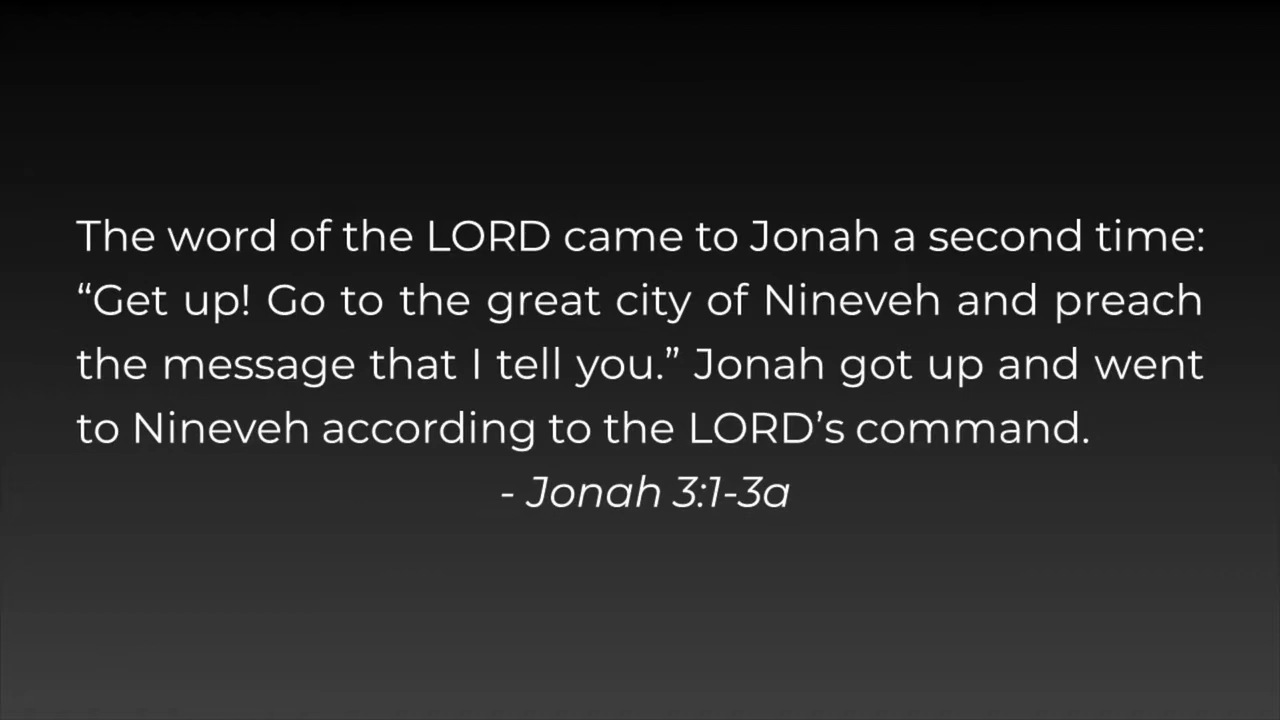 The word of the LORD came to Jonah a second time:
“Get up! Go to the great city of Nineveh and preach
the message that I tell you.” Jonah got up and went
to Nineveh according to the LORD’s command.
- Jonah 3:1-3a